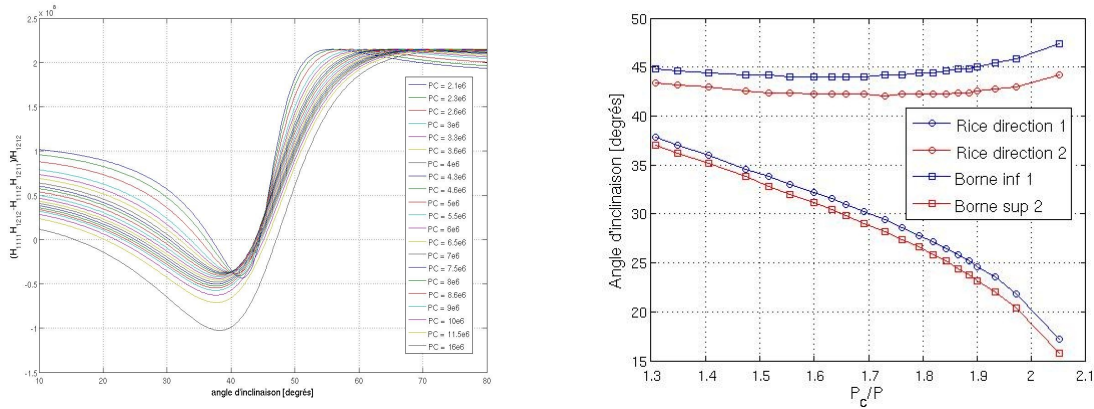 x 10^8
2.5
2
1.5
1
0.5
0
-0.5
-1
-1.5
(H1111H1212 -H1112H1211)/H1212
10 20 30 40 50 60 70 80
angle d'inclinaison [degrés]
PC = 2.1e6
PC = 2.3e6
PC = 2.6e6
PC = 3e6
PC = 3.3e6
PC = 3.6e6
PC = 4e6
PC = 4.3e6
PC = 4.6e6
PC = 5e6
PC = 5.5e6
PC = 6e6
PC = 6.5e6
PC = 7e6
PC = 7.5e6
PC = 8e6
PC = 8.6e6
PC = 9e6
PC = 10e6
PC = 11.5e6
PC = 16e6
50
45
40
35
30
25
20
15
Angle d'inclinaison [degrés]
1.3 1.4 1.5 1.6 1.7 1.8 1.9 2 2.1
Pc/P
Rice direction 1
Rice direction 2
Borne inf 1
Borne sup 2